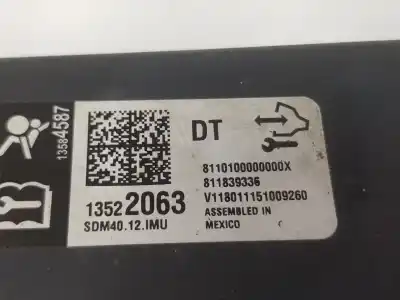 13584587
DT
8110100000000X
811839336
V118011151009260
13522063
SDM40.12.IMU
ASSEMBLED IN
MEXICO